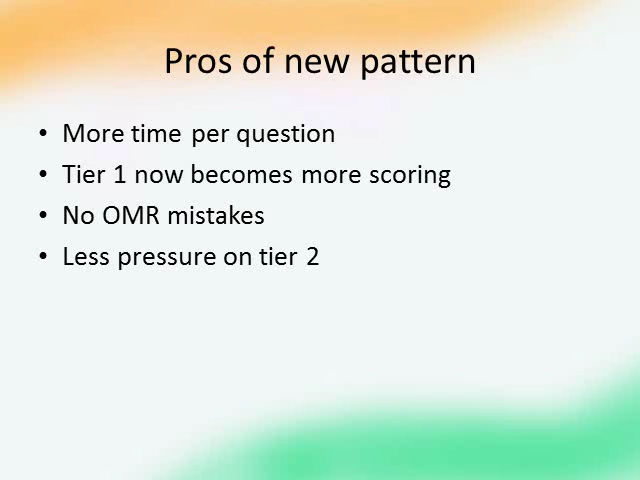 Pros of new pattern
• More time per question
• Tier 1 now becomes more scoring
• No OMR mistakes
• Less pressure on tier 2